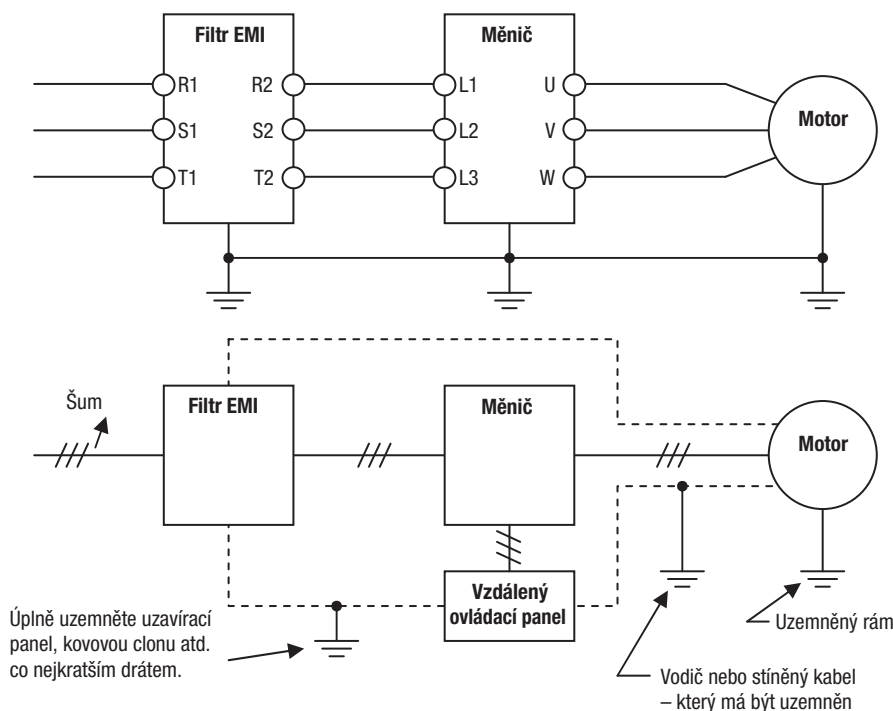 Filtr EMI
Měnič
R1
R2
L1
U
S1
S2
L2
V
T1
T2
L3
W
Motor
Šum
Filtr EMI
Měnič
Motor
Vzdálený
ovládací panel
Úplně uzemněte uzavírací
panel, kovovou clonu atd.
co nejkratším drátem.
Uzemněný rám
Vodič nebo stíněný kabel
– který má být uzemněn